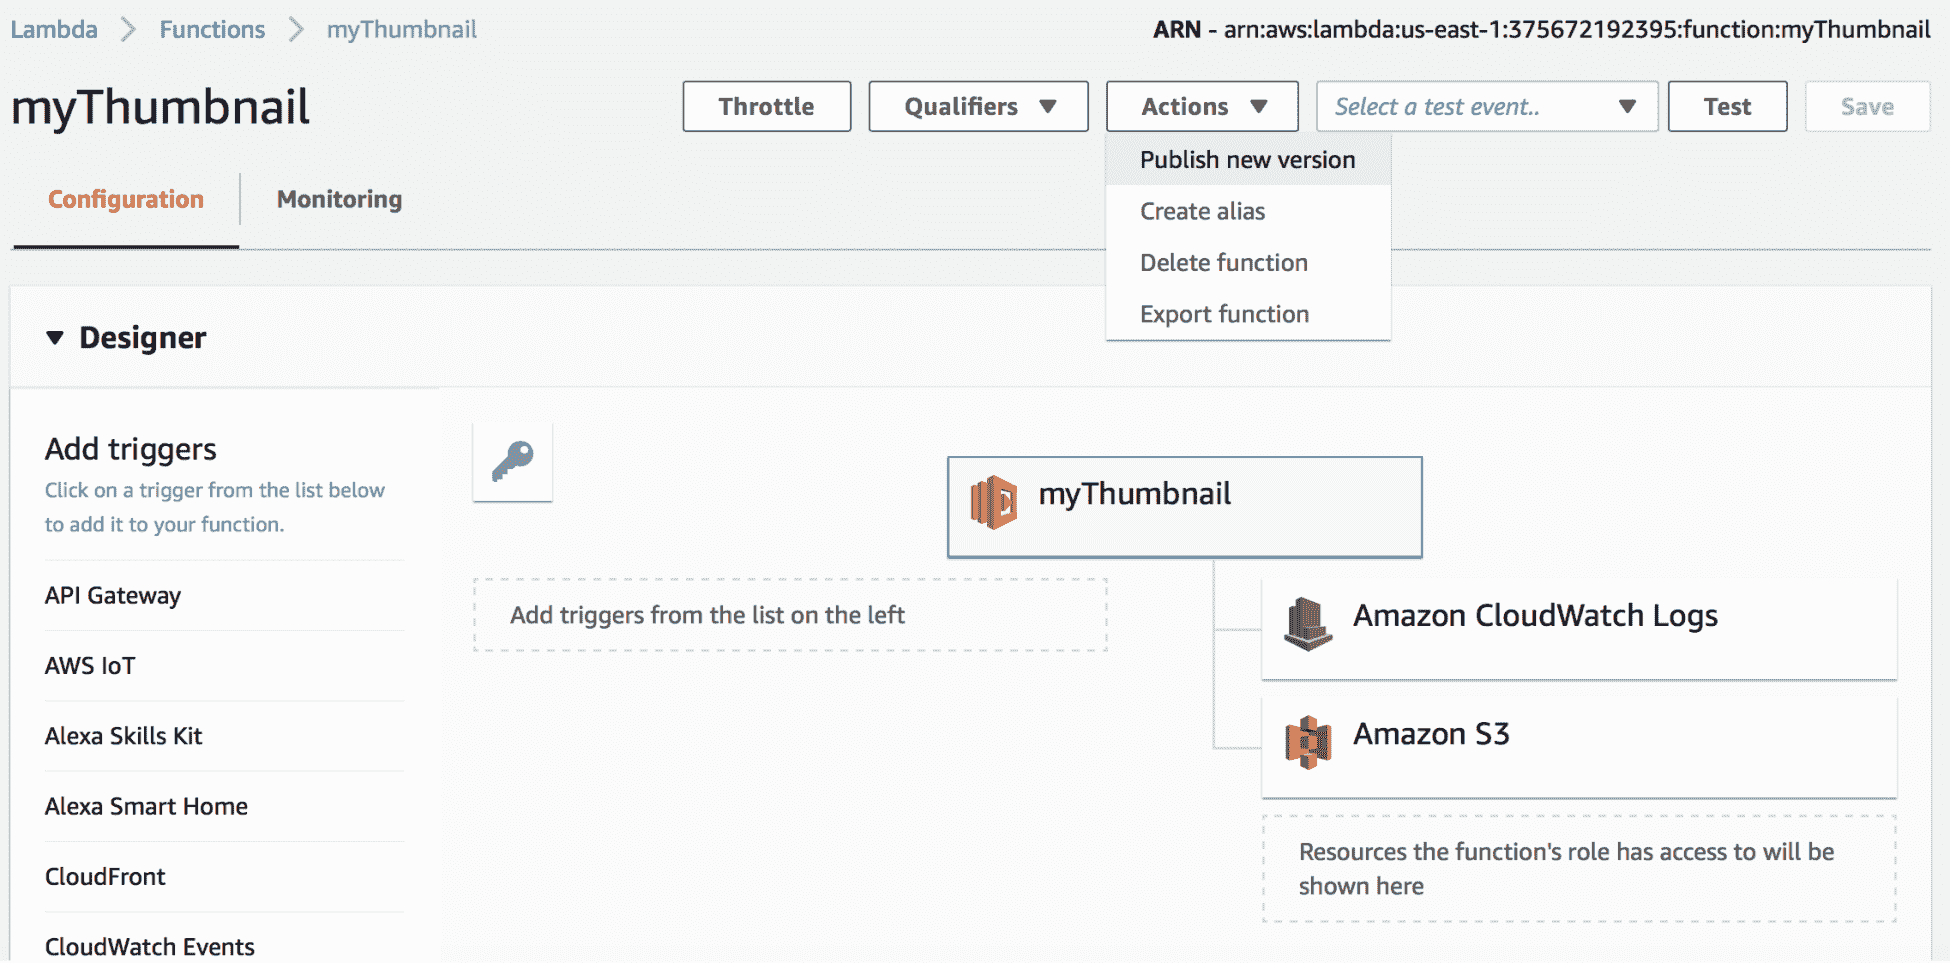 Lambda Functions myThumbnail
ARN - arn:aws:lambda:us-east-1:375672192395:function:myThumbnail
myThumbnail
Throttle
Qualifiers
Actions
Select a test event..
Test
Save
Publish new version
Create alias
Delete function
Export function
Configuration
Monitoring
Designer
Add triggers
Click on a trigger from the list below
to add it to your function.
API Gateway
AWS IoT
Alexa Skills Kit
Alexa Smart Home
CloudFront
CloudWatch Events
myThumbnail
Add triggers from the list on the left
Amazon CloudWatch Logs
Amazon S3
Resources the function's role has access to will be
shown here